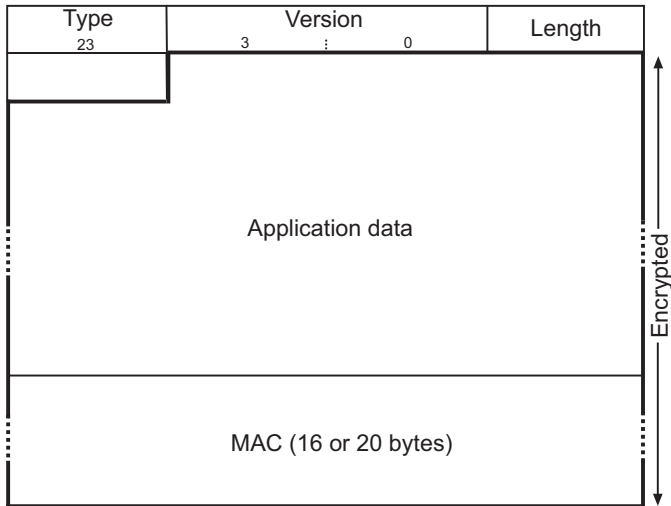 Type Version Length
23 3 ⋮ 0
Application data
Encrypted
MAC (16 or 20 bytes)